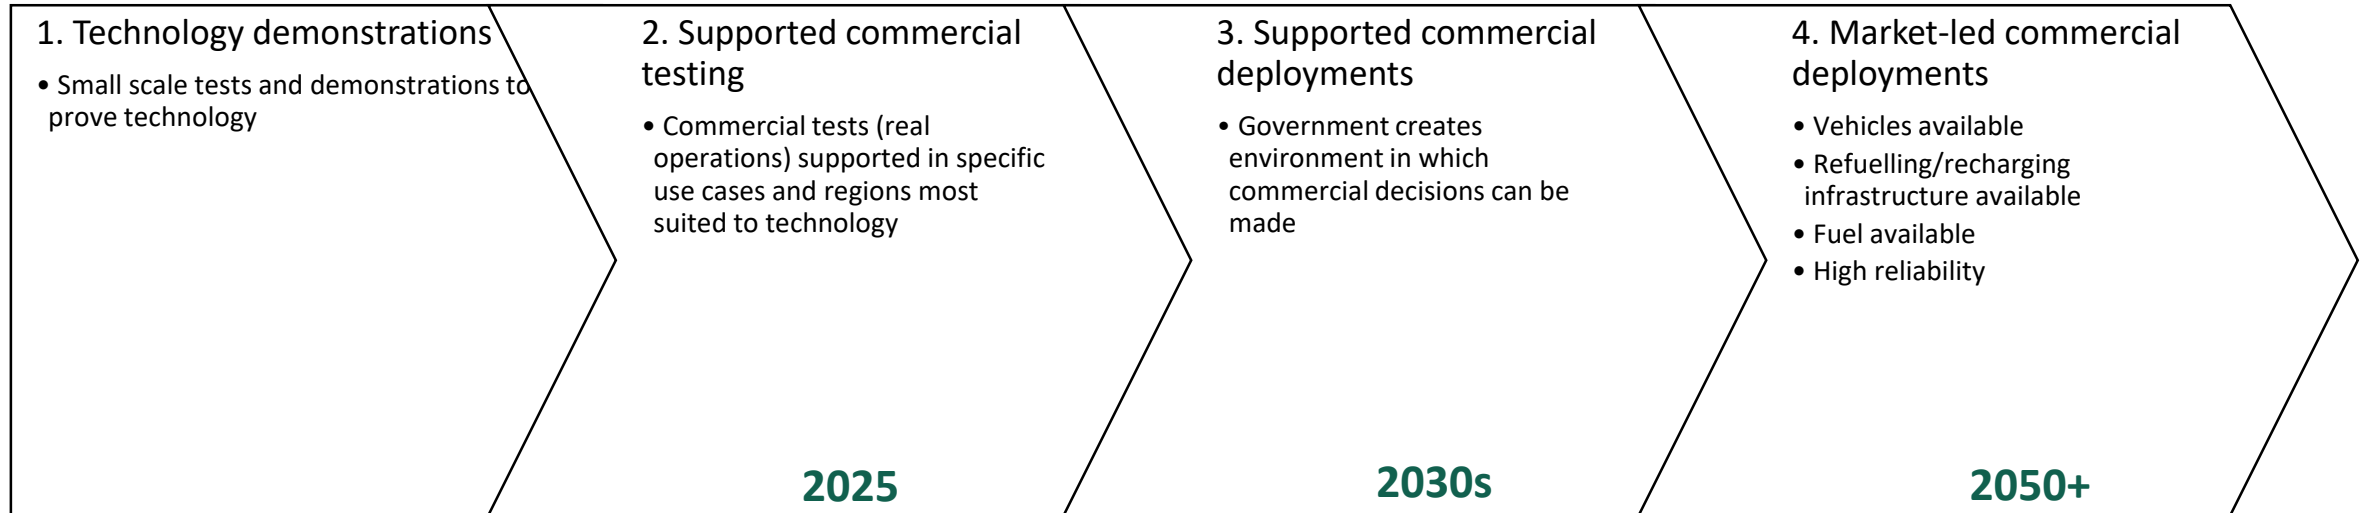 1. Technology demonstrations
• Small scale tests and demonstrations to
prove technology
2. Supported commercial
testing
• Commercial tests (real
operations) supported in specific
use cases and regions most
suited to technology
2025
3. Supported commercial
deployments
• Government creates
environment in which
commercial decisions can be
made
2030s
4. Market-led commercial
deployments
• Vehicles available
• Refuelling/recharging
infrastructure available
• Fuel available
• High reliability
2050+